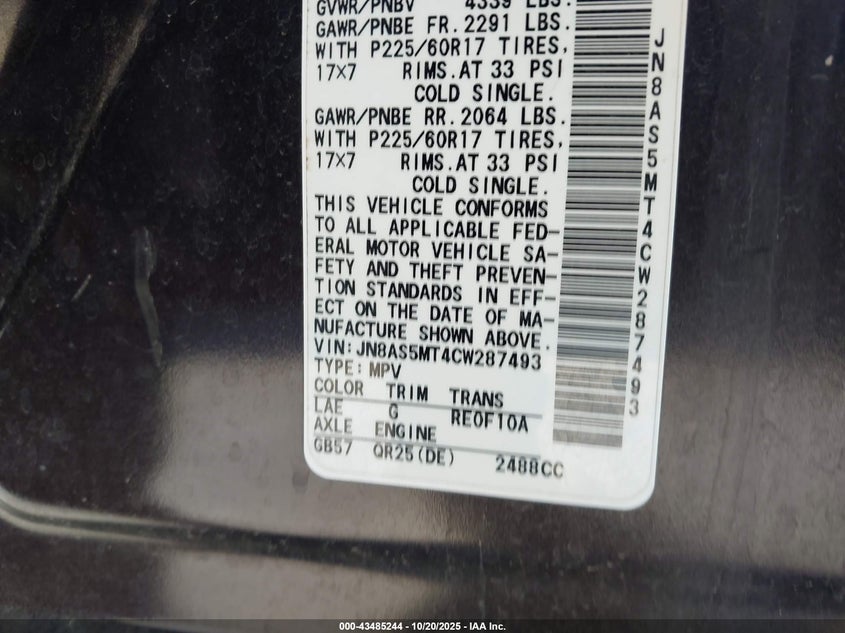 GVWR/PNBV 4339 LBS.
GAWR/PNBE FR. 2291 LBS.
WITH P225/60R17 TIRES,
17×7 RIMS. AT 33 PSI
COLD SINGLE.
GAWR/PNBE RR. 2064 LBS.
WITH P225/60R17 TIRES,
17×7 RIMS. AT 33 PSI
COLD SINGLE.
THIS VEHICLE CONFORMS
TO ALL APPLICABLE FED-
ERAL MOTOR VEHICLE SA-
FETY AND THEFT PREVEN-
TION STANDARDS IN EFF-
ECT ON THE DATE OF MA-
NUFACTURE SHOWN ABOVE.
VIN: JN8AS5MT4CW287493
TYPE: MPV
COLOR TRIM TRANS
LAE G RE0F10A
AXLE ENGINE
GB57 QR25(DE) 2488CC
JN8AS5MT4CW287493
000-43485244 - 10/20/2025 - IAA Inc.